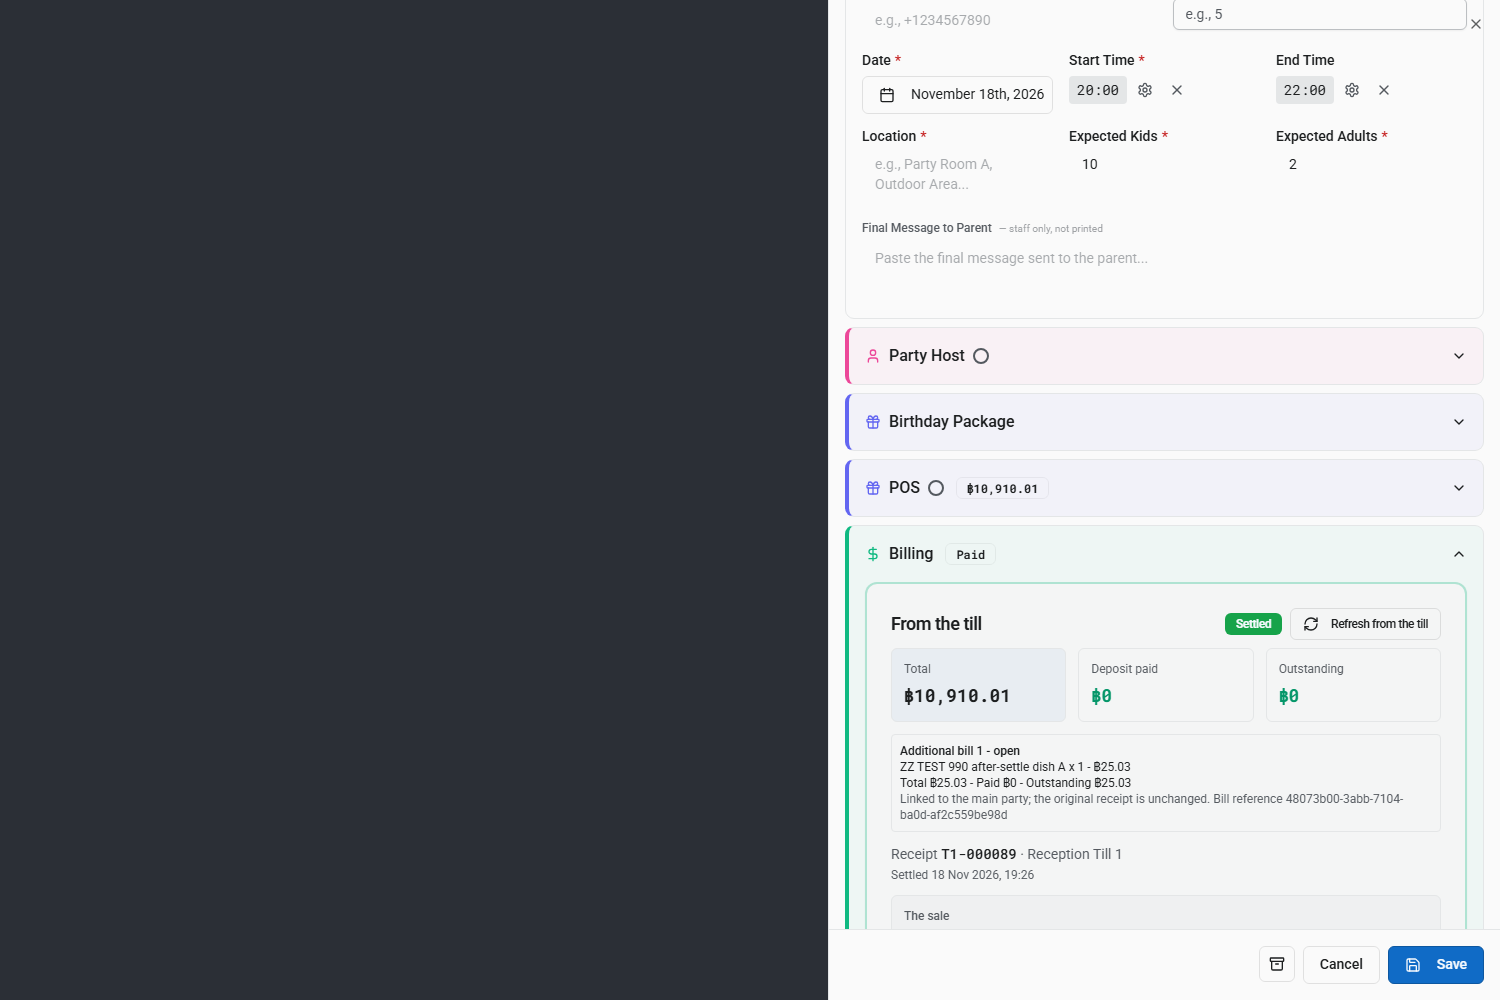 e.g., +1234567890
e.g., 5
Date *
Start Time *
End Time
November 18th, 2026
20:00
22:00
Location *
Expected Kids *
Expected Adults *
e.g., Party Room A,
Outdoor Area...
10
2
Final Message to Parent — staff only, not printed
Paste the final message sent to the parent...
Party Host
Birthday Package
POS
฿10,910.01
Billing
Paid
From the till
Settled
Refresh from the till
Total
฿10,910.01
Deposit paid
฿0
Outstanding
฿0
Additional bill 1 - open
ZZ TEST 990 after-settle dish A x 1 - ฿25.03
Total ฿25.03 - Paid ฿0 - Outstanding ฿25.03
Linked to the main party; the original receipt is unchanged. Bill reference 48073b00-3abb-7104-
ba0d-af2c559be98d
Receipt T1-000089 · Reception Till 1
Settled 18 Nov 2026, 19:26
The sale
Cancel
Save